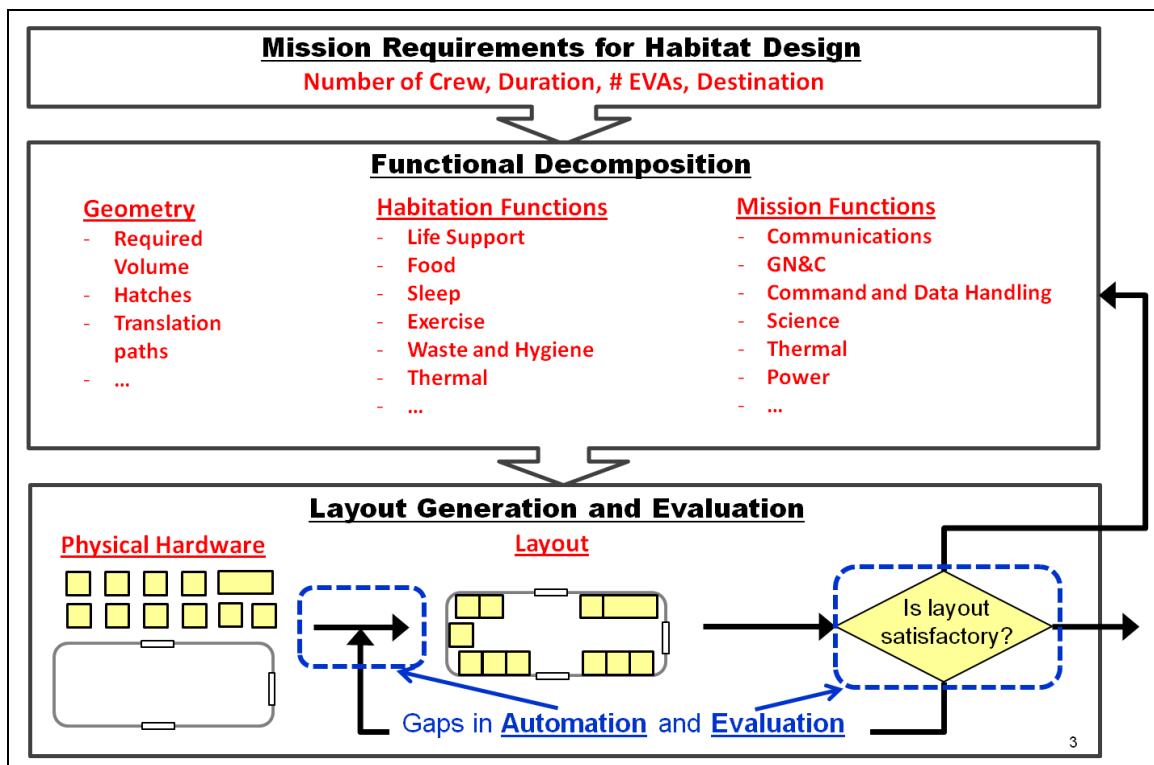 Mission Requirements for Habitat Design
Number of Crew, Duration, # EVAs, Destination
Functional Decomposition
Geometry
- Required
Volume
- Hatches
- Translation
paths
- ...
Habitation Functions
- Life Support
- Food
- Sleep
- Exercise
- Waste and Hygiene
- Thermal
- ...
Mission Functions
- Communications
- GN&C
- Command and Data Handling
- Science
- Thermal
- Power
- ...
Layout Generation and Evaluation
Physical Hardware
Layout
Is layout
satisfactory?
Gaps in Automation and Evaluation
3